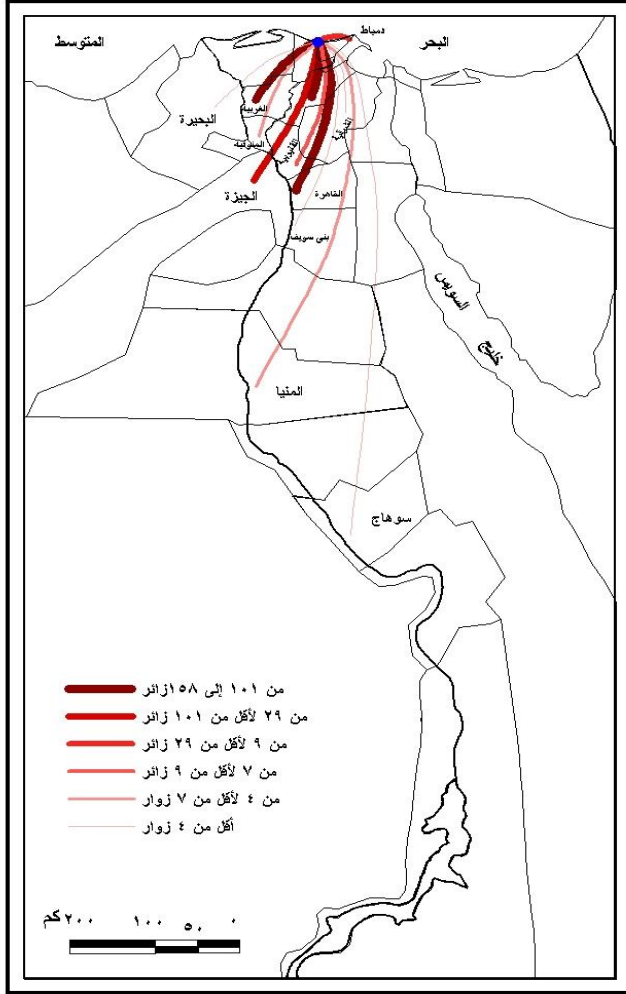 دمياط
البحر
المتوسط
البحيرة
الغربية
المنوفية
القليوبية
الدقهلية
القاهرة
الجيزة
بنى سويف
السويس
خليج
المنيا
سوهاج
من ١٠١ إلى ١٥٨زائر
من ٢٩ لأقل من ١٠١ زائر
من ٩ لأقل من ٢٩ زائر
من ٧ لأقل من ٩ زائر
من ٤ لأقل من ٧ زوار
أقل من ٤ زوار
٠ ٥٠ ١٠٠ ٢٠٠ كم